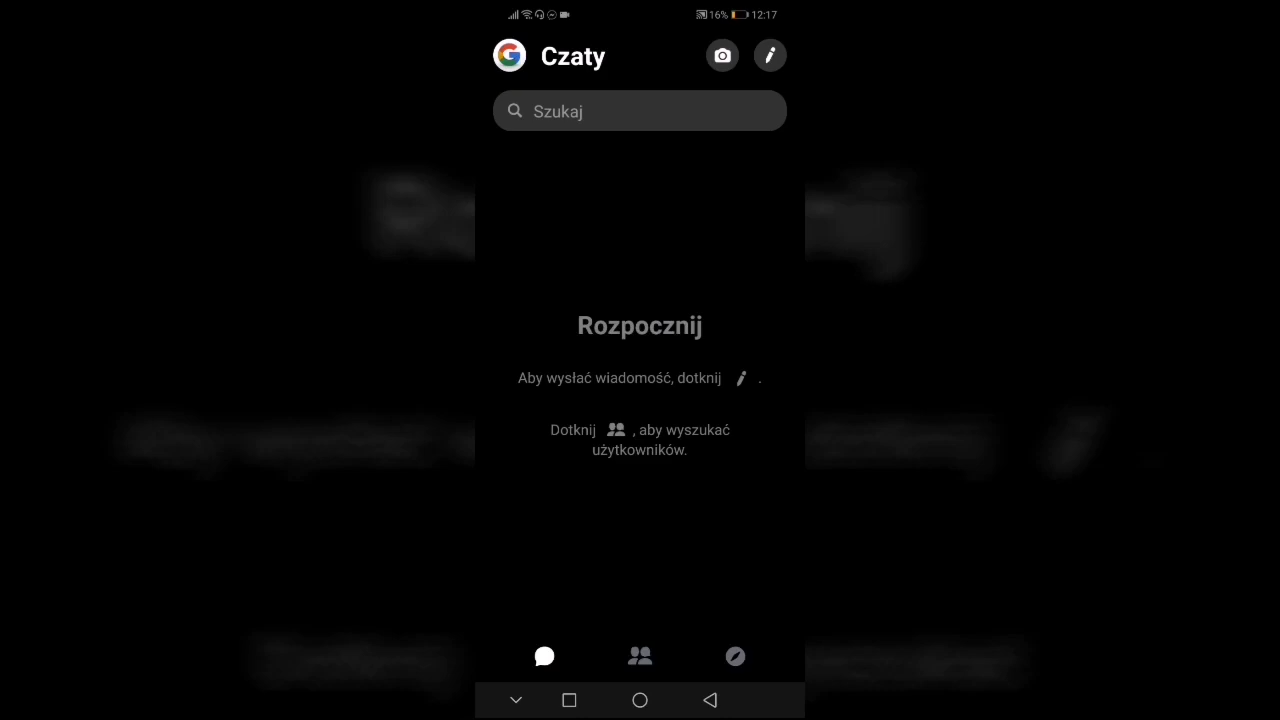 16% 12:17
Czaty
Szukaj
Rozpocznij
Aby wysłać wiadomość, dotknij .
Dotknij , aby wyszukać
użytkowników.